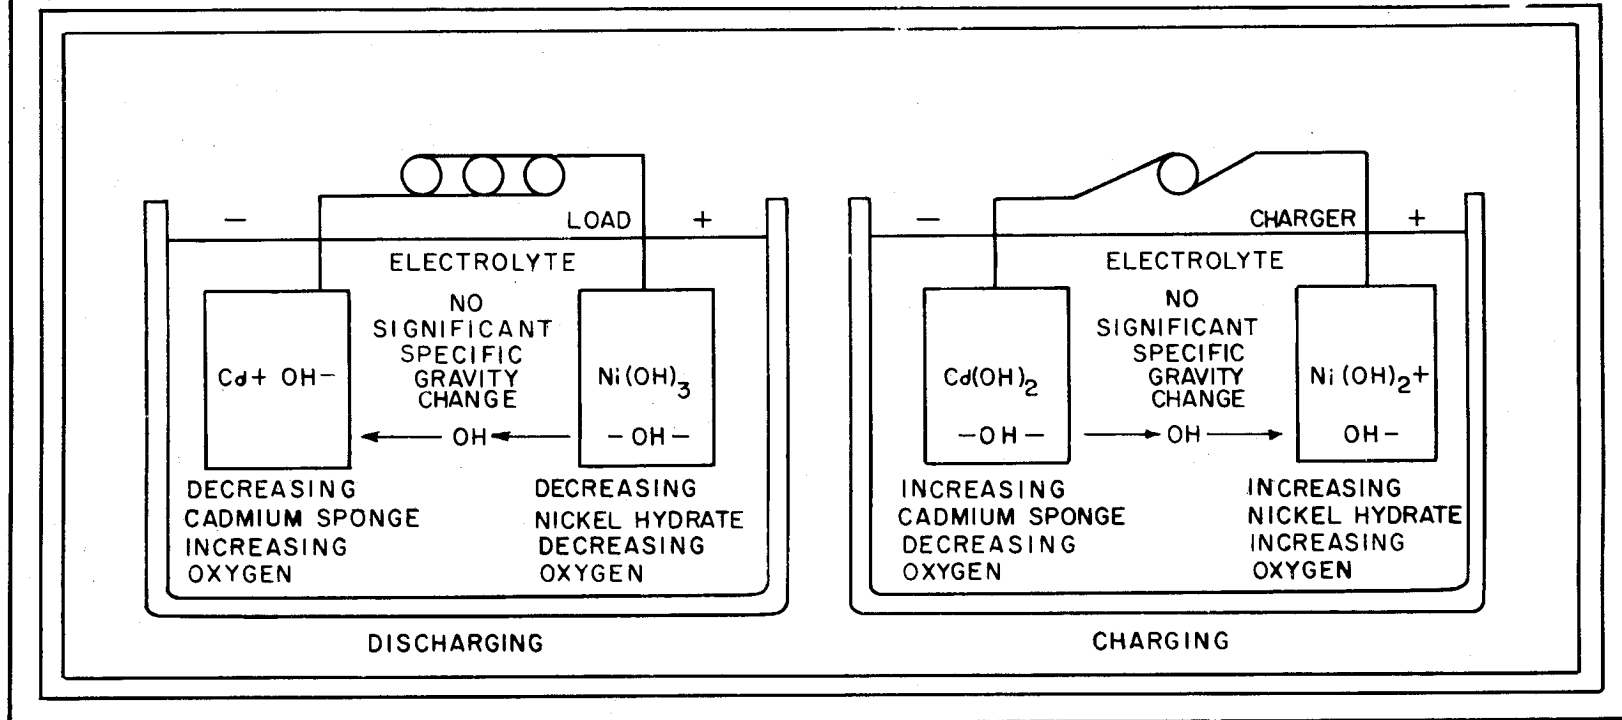 − LOAD +
ELECTROLYTE
NO
SIGNIFICANT
SPECIFIC
GRAVITY
CHANGE
Cd+ OH−
Ni(OH)3
OH
−OH−
DECREASING
CADMIUM SPONGE
INCREASING
OXYGEN
DECREASING
NICKEL HYDRATE
DECREASING
OXYGEN
DISCHARGING
− CHARGER +
ELECTROLYTE
NO
SIGNIFICANT
SPECIFIC
GRAVITY
CHANGE
Cd(OH)2
−OH−
OH
Ni(OH)2+
OH−
INCREASING
CADMIUM SPONGE
DECREASING
OXYGEN
INCREASING
NICKEL HYDRATE
INCREASING
OXYGEN
CHARGING